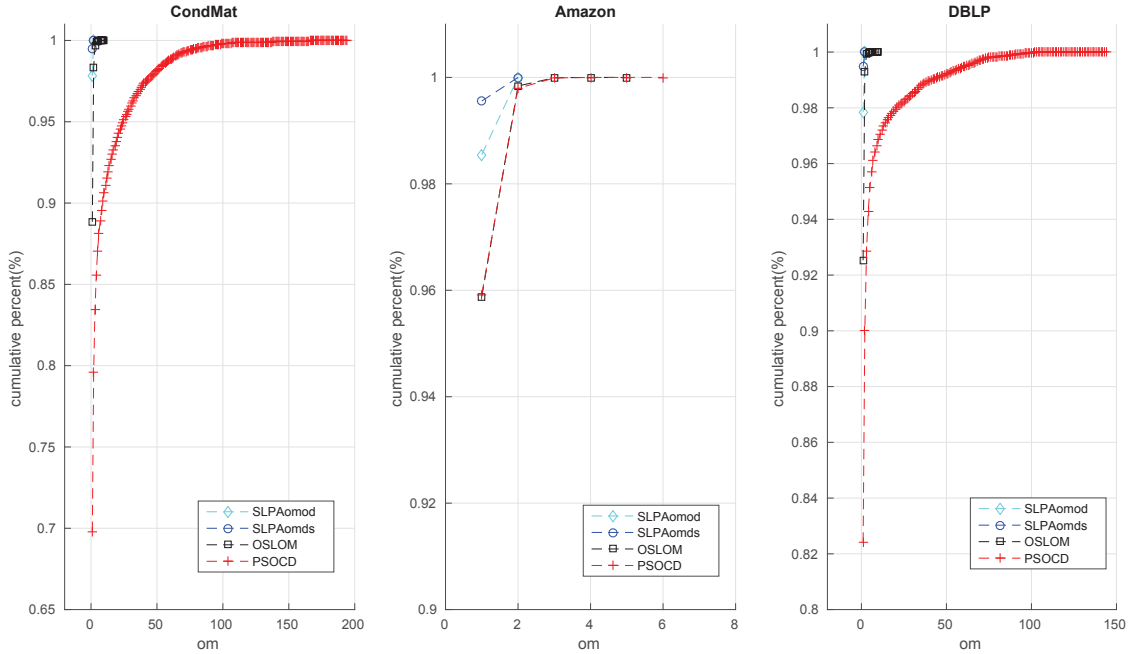 CondMat
1
0.95
0.9
0.85
0.8
0.75
0.7
0.65
cumulative percent(%)
0
50
100
150
200
om
SLPAomod
SLPAomds
OSLOM
PSOCD
Amazon
1
0.98
0.96
0.94
0.92
0.9
cumulative percent(%)
0
2
4
6
8
om
SLPAomod
SLPAomds
OSLOM
PSOCD
DBLP
1
0.98
0.96
0.94
0.92
0.9
0.88
0.86
0.84
0.82
0.8
cumulative percent(%)
0
50
100
150
om
SLPAomod
SLPAomds
OSLOM
PSOCD